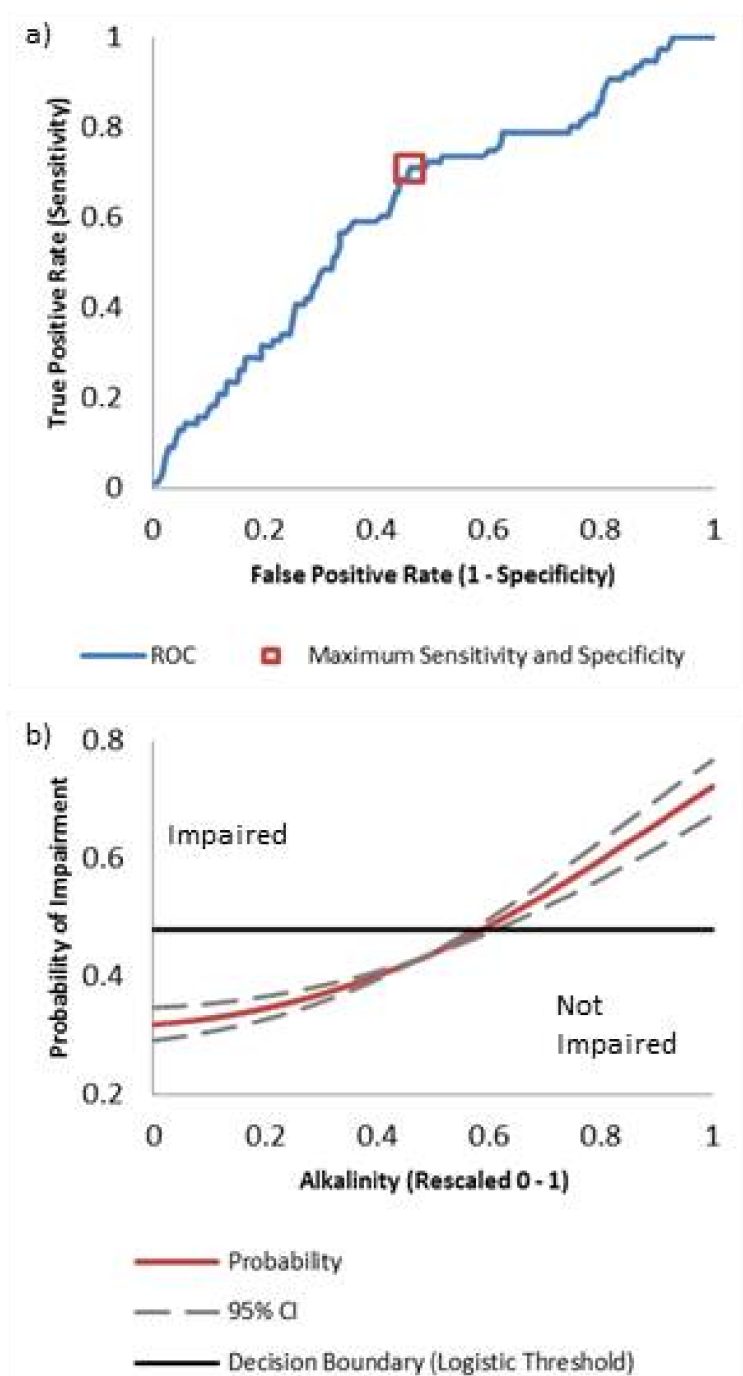 a)
True Positive Rate (Sensitivity)
1
0.8
0.6
0.4
0.2
0
0 0.2 0.4 0.6 0.8 1
False Positive Rate (1 - Specificity)
ROC Maximum Sensitivity and Specificity
b)
Probability of Impairment
0.8
0.6
0.4
0.2
Impaired
Not
Impaired
0 0.2 0.4 0.6 0.8 1
Alkalinity (Rescaled 0 - 1)
Probability
95% CI
Decision Boundary (Logistic Threshold)